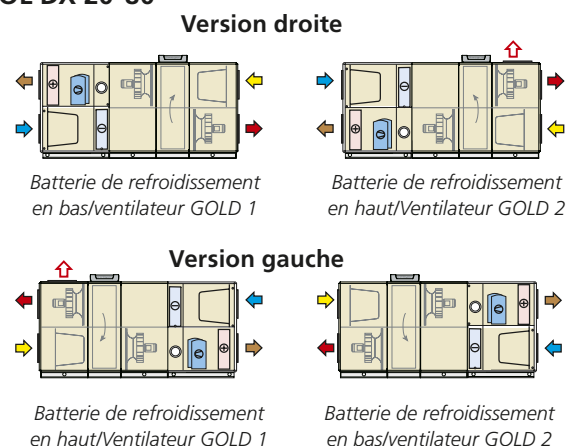 Version droite
Batterie de refroidissement
en bas/ventilateur GOLD 1
Batterie de refroidissement
en haut/Ventilateur GOLD 2
Version gauche
Batterie de refroidissement
en haut/Ventilateur GOLD 1
Batterie de refroidissement
en bas/ventilateur GOLD 2